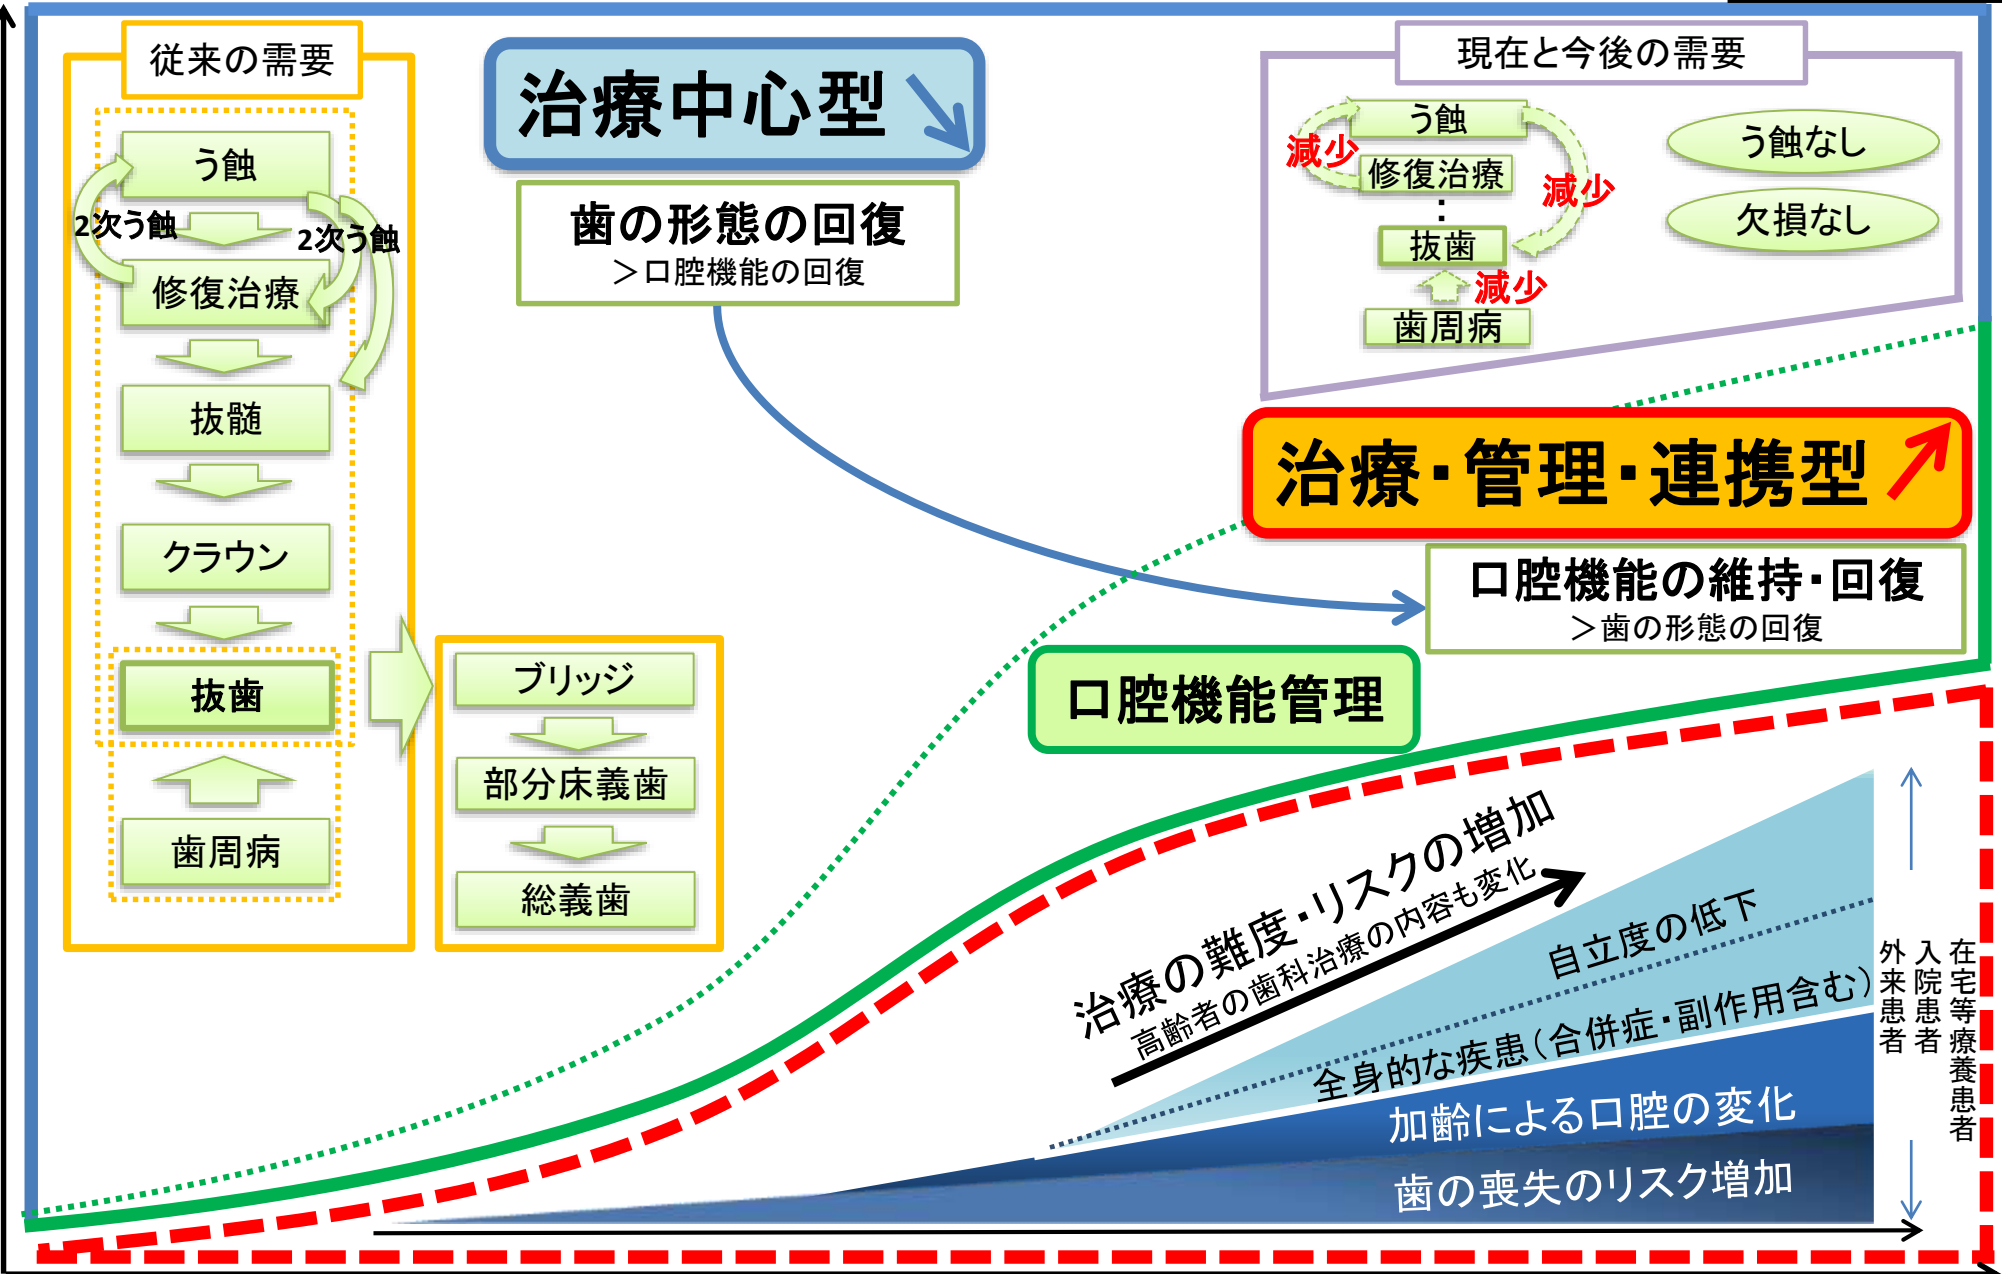 従来の需要
う蝕
2次う蝕
2次う蝕
修復治療
抜髄
クラウン
抜歯
歯周病
ブリッジ
部分床義歯
総義歯
治療中心型
歯の形態の回復
＞口腔機能の回復
現在と今後の需要
う蝕
減少
修復治療
減少
：
抜歯
減少
歯周病
う蝕なし
欠損なし
治療・管理・連携型
口腔機能の維持・回復
＞歯の形態の回復
口腔機能管理
治療の難度・リスクの増加
高齢者の歯科治療の内容も変化
自立度の低下
全身的な疾患（合併症・副作用含む）
加齢による口腔の変化
歯の喪失のリスク増加
在宅等療養患者
入院患者
外来患者